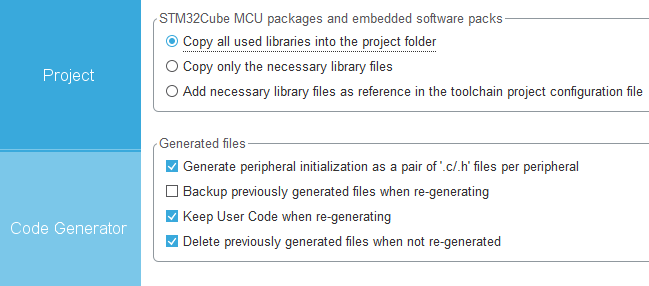 Project
Code Generator
STM32Cube MCU packages and embedded software packs
Copy all used libraries into the project folder
Copy only the necessary library files
Add necessary library files as reference in the toolchain project configuration file
Generated files
Generate peripheral initialization as a pair of '.c/.h' files per peripheral
Backup previously generated files when re-generating
Keep User Code when re-generating
Delete previously generated files when not re-generated